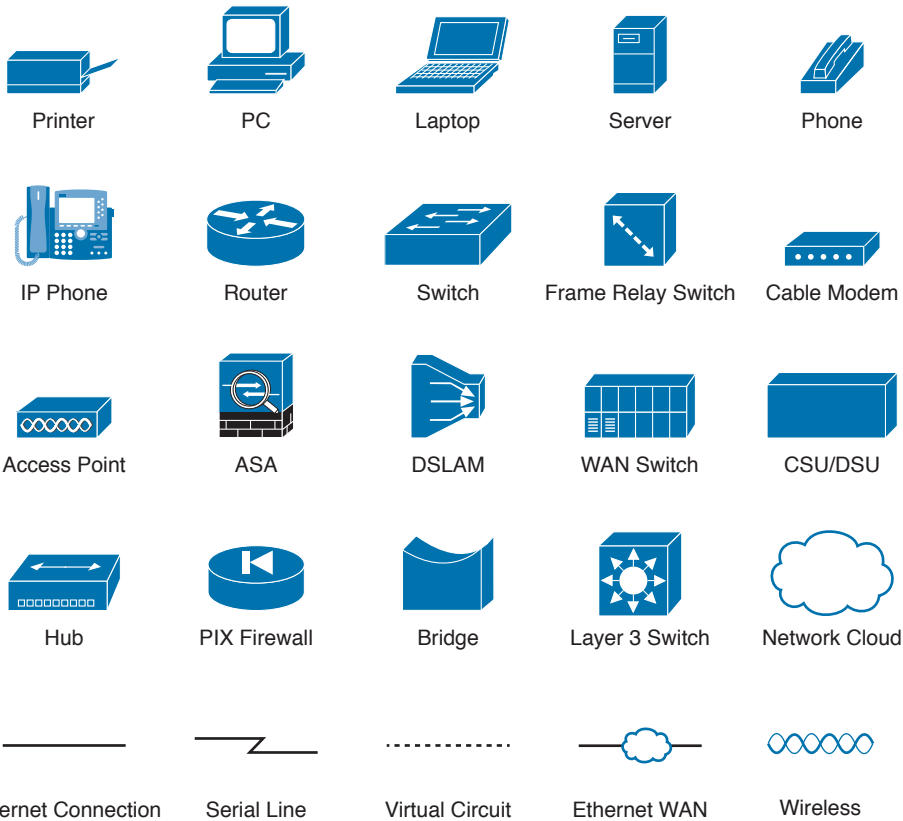 Printer
PC
Laptop
Server
Phone
IP Phone
Router
Switch
Frame Relay Switch
Cable Modem
Access Point
ASA
DSLAM
WAN Switch
CSU/DSU
Hub
PIX Firewall
Bridge
Layer 3 Switch
Network Cloud
ernet Connection
Serial Line
Virtual Circuit
Ethernet WAN
Wireless